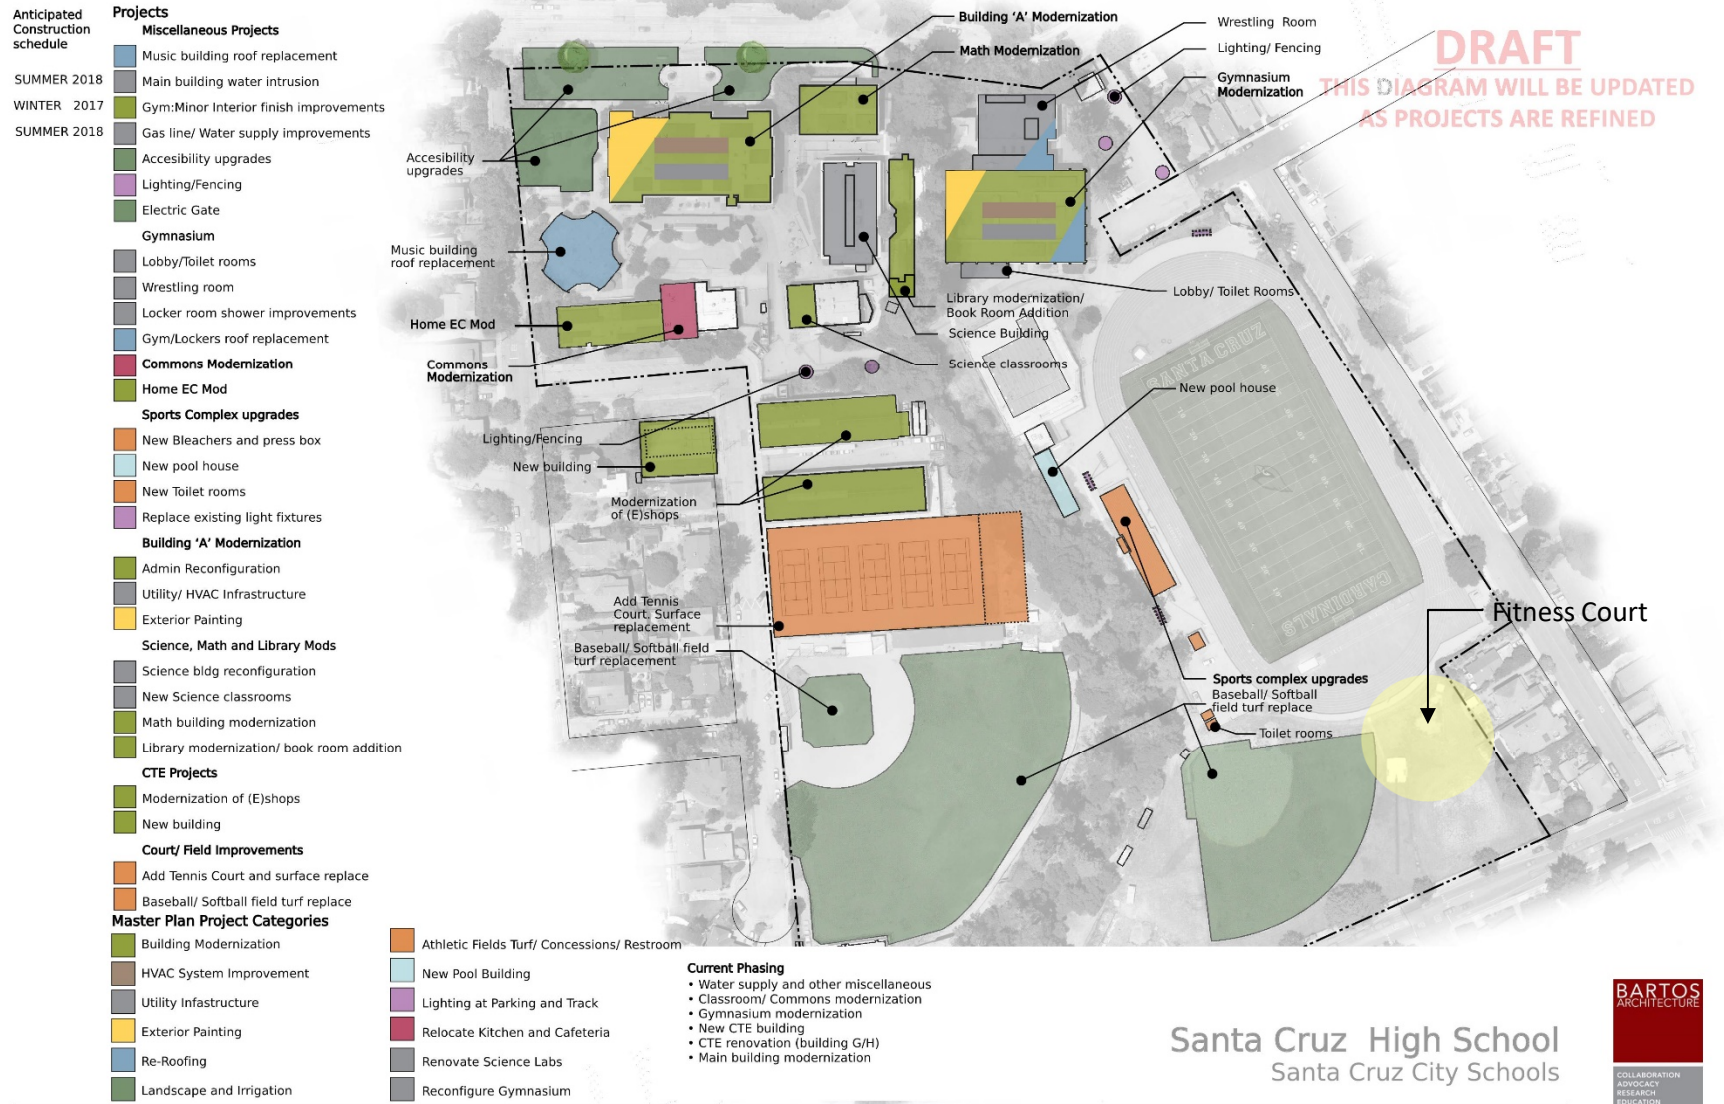 Anticipated
Construction
schedule
SUMMER 2018
WINTER 2017
SUMMER 2018
Projects
Miscellaneous Projects
Music building roof replacement
Main building water intrusion
Gym:Minor Interior finish improvements
Gas line/ Water supply improvements
Accesibility upgrades
Lighting/Fencing
Electric Gate
Gymnasium
Lobby/Toilet rooms
Wrestling room
Locker room shower improvements
Gym/Lockers roof replacement
Commons Modernization
Home EC Mod
Sports Complex upgrades
New Bleachers and press box
New pool house
New Toilet rooms
Replace existing light fixtures
Building ‘A’ Modernization
Admin Reconfiguration
Utility/ HVAC Infrastructure
Exterior Painting
Science, Math and Library Mods
Science bldg reconfiguration
New Science classrooms
Math building modernization
Library modernization/ book room addition
CTE Projects
Modernization of (E)shops
New building
Court/ Field Improvements
Add Tennis Court and surface replace
Baseball/ Softball field turf replace
Master Plan Project Categories
Building Modernization
HVAC System Improvement
Utility Infastructure
Exterior Painting
Re-Roofing
Landscape and Irrigation
Athletic Fields Turf/ Concessions/ Restroom
New Pool Building
Lighting at Parking and Track
Relocate Kitchen and Cafeteria
Renovate Science Labs
Reconfigure Gymnasium
Current Phasing
• Water supply and other miscellaneous
• Classroom/ Commons modernization
• Gymnasium modernization
• New CTE building
• CTE renovation (building G/H)
• Main building modernization
Building ‘A’ Modernization
Math Modernization
Wrestling Room
Lighting/ Fencing
Gymnasium
Modernization
DRAFT
THIS DIAGRAM WILL BE UPDATED
AS PROJECTS ARE REFINED
Accesibility
upgrades
Music building
roof replacement
Home EC Mod
Commons
Modernization
Library modernization/
Book Room Addition
Science Building
Science classrooms
Lobby/ Toilet Rooms
New pool house
SANTA CRUZ
CARDINALS
Lighting/Fencing
New building
Modernization
of (E)shops
Add Tennis
Court. Surface
replacement
Baseball/ Softball field
turf replacement
Fitness Court
Sports complex upgrades
Baseball/ Softball
field turf replace
Toilet rooms
Santa Cruz High School
Santa Cruz City Schools
BARTOS
ARCHITECTURE
COLLABORATION
ADVOCACY
RESEARCH
EDUCATION